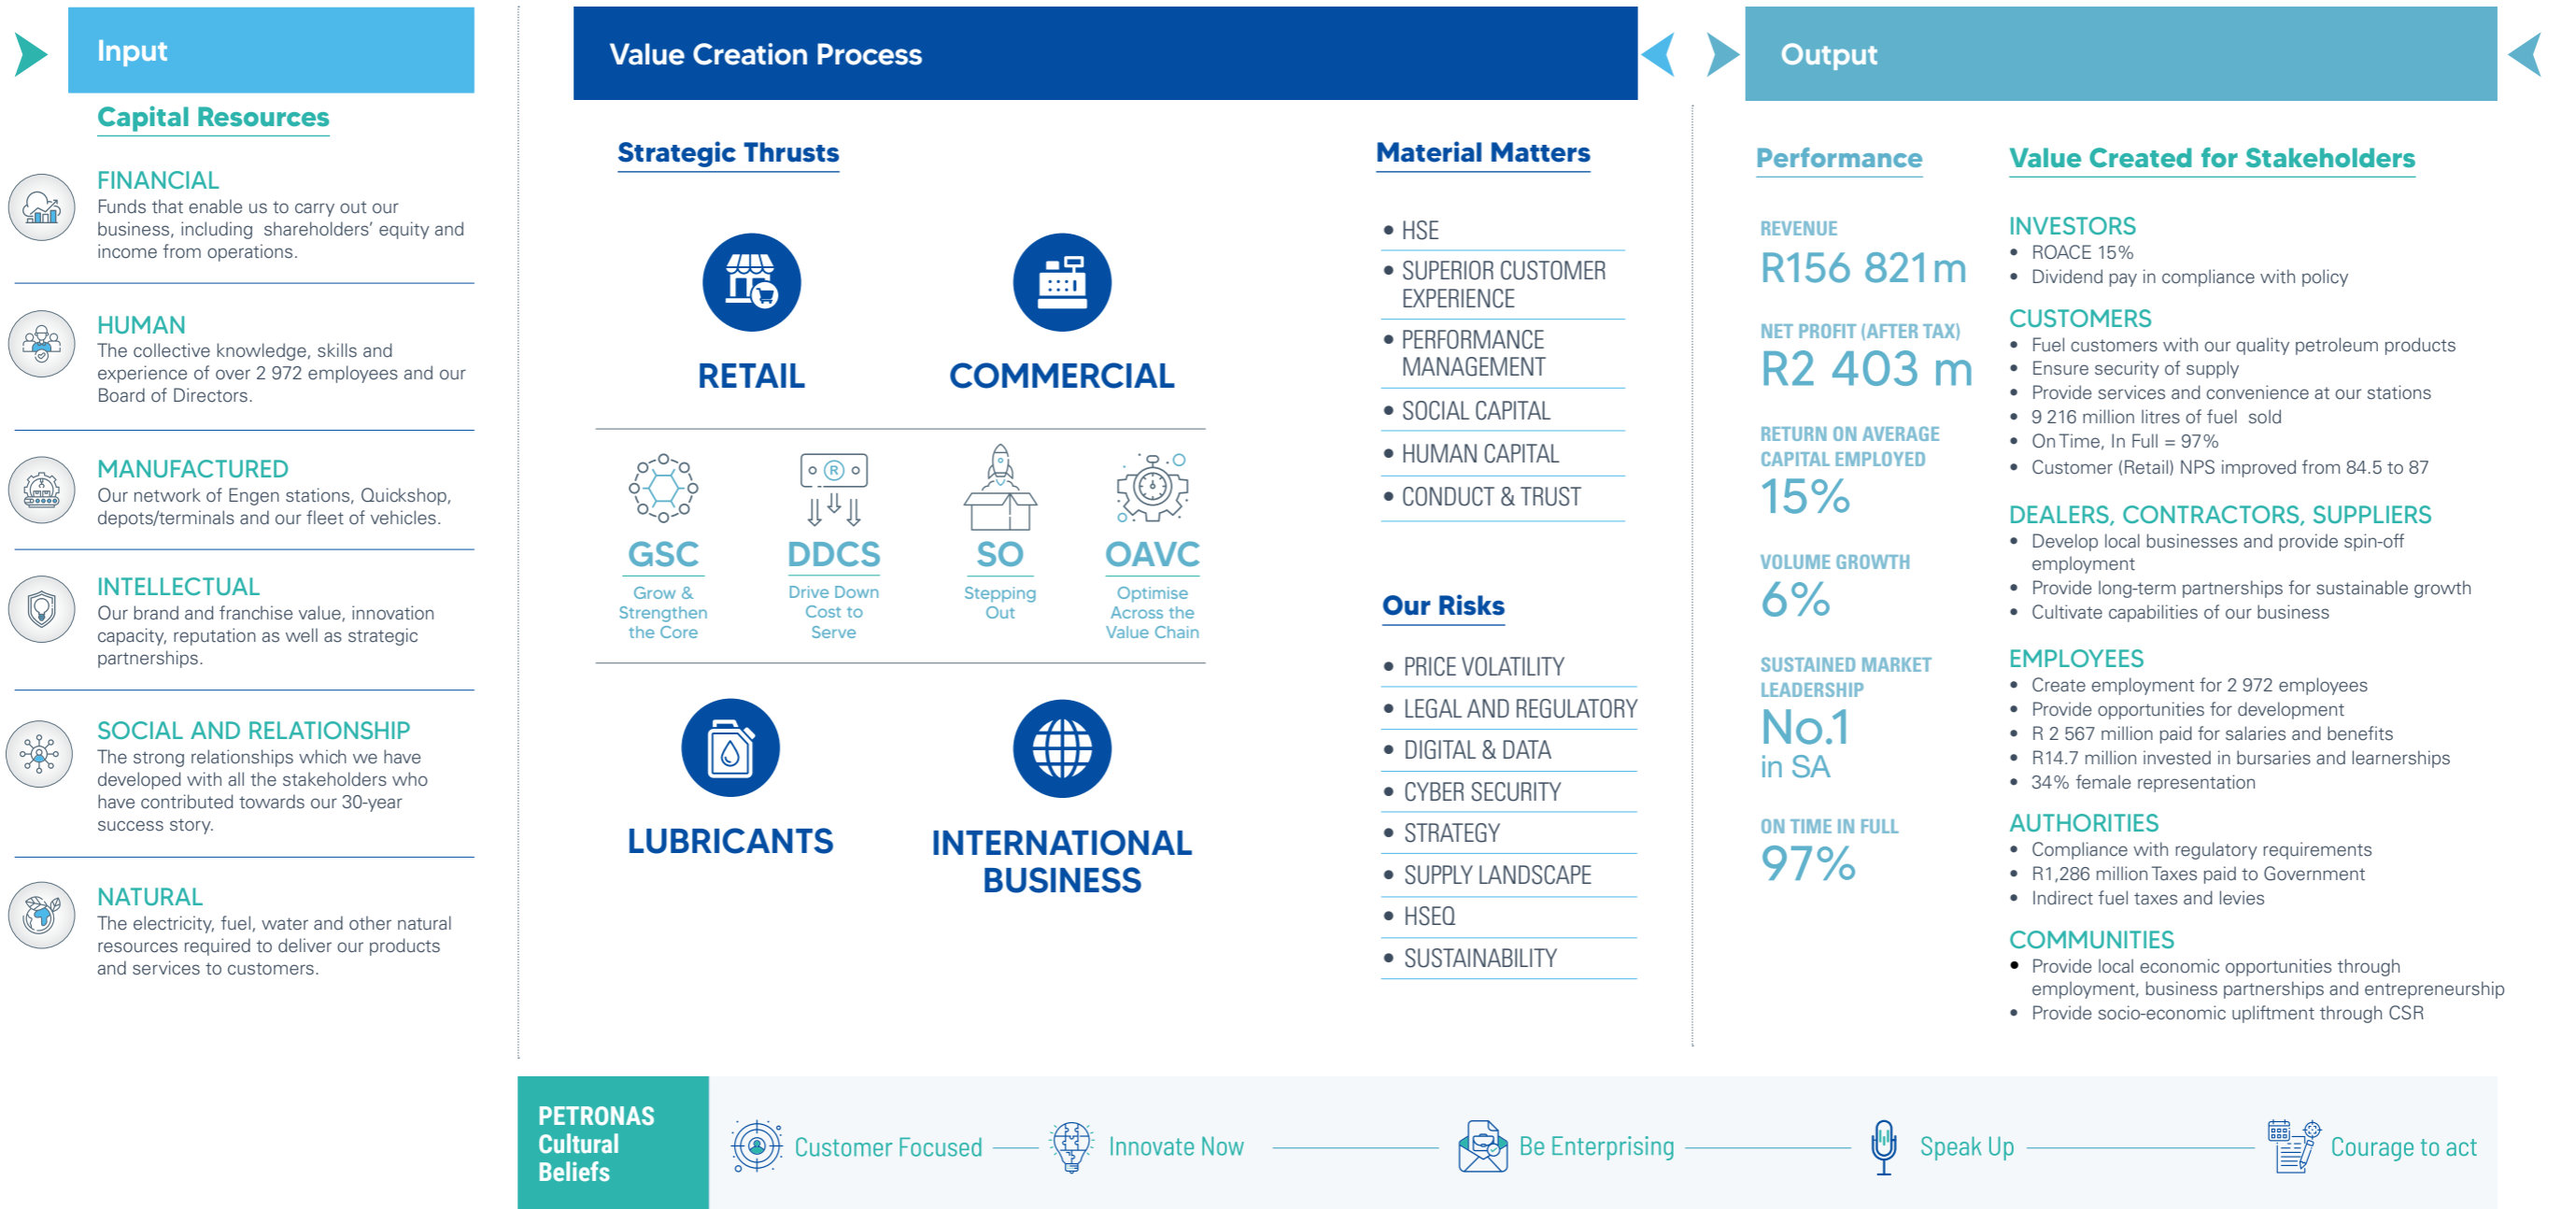 Input
Capital Resources
FINANCIAL
Funds that enable us to carry out our
business, including shareholders' equity and
income from operations.
HUMAN
The collective knowledge, skills and
experience of over 2 972 employees and our
Board of Directors.
MANUFACTURED
Our network of Engen stations, Quickshop,
depots/terminals and our fleet of vehicles.
INTELLECTUAL
Our brand and franchise value, innovation
capacity, reputation as well as strategic
partnerships.
SOCIAL AND RELATIONSHIP
The strong relationships which we have
developed with all the stakeholders who
have contributed towards our 30-year
success story.
NATURAL
The electricity, fuel, water and other natural
resources required to deliver our products
and services to customers.
Value Creation Process
Strategic Thrusts
RETAIL
COMMERCIAL
R
GSC
Grow &
Strengthen
the Core
DDCS
Drive Down
Cost to
Serve
SO
Stepping
Out
OAVC
Optimise
Across the
Value Chain
LUBRICANTS
INTERNATIONAL
BUSINESS
Material Matters
• HSE
• SUPERIOR CUSTOMER
EXPERIENCE
• PERFORMANCE
MANAGEMENT
• SOCIAL CAPITAL
• HUMAN CAPITAL
• CONDUCT & TRUST
Our Risks
• PRICE VOLATILITY
• LEGAL AND REGULATORY
• DIGITAL & DATA
• CYBER SECURITY
• STRATEGY
• SUPPLY LANDSCAPE
• HSEQ
• SUSTAINABILITY
Output
Performance
REVENUE
R156 821m
NET PROFIT (AFTER TAX)
R2 403 m
RETURN ON AVERAGE
CAPITAL EMPLOYED
15%
VOLUME GROWTH
6%
SUSTAINED MARKET
LEADERSHIP
No.1
in SA
ON TIME IN FULL
97%
Value Created for Stakeholders
INVESTORS
• ROACE 15%
• Dividend pay in compliance with policy
CUSTOMERS
• Fuel customers with our quality petroleum products
• Ensure security of supply
• Provide services and convenience at our stations
• 9 216 million litres of fuel sold
• On Time, In Full = 97%
• Customer (Retail) NPS improved from 84.5 to 87
DEALERS, CONTRACTORS, SUPPLIERS
• Develop local businesses and provide spin-off
employment
• Provide long-term partnerships for sustainable growth
• Cultivate capabilities of our business
EMPLOYEES
• Create employment for 2 972 employees
• Provide opportunities for development
• R 2 567 million paid for salaries and benefits
• R14.7 million invested in bursaries and learnerships
• 34% female representation
AUTHORITIES
• Compliance with regulatory requirements
• R1,286 million Taxes paid to Government
• Indirect fuel taxes and levies
COMMUNITIES
• Provide local economic opportunities through
employment, business partnerships and entrepreneurship
• Provide socio-economic upliftment through CSR
PETRONAS
Cultural
Beliefs
Customer Focused
Innovate Now
Be Enterprising
Speak Up
Courage to act